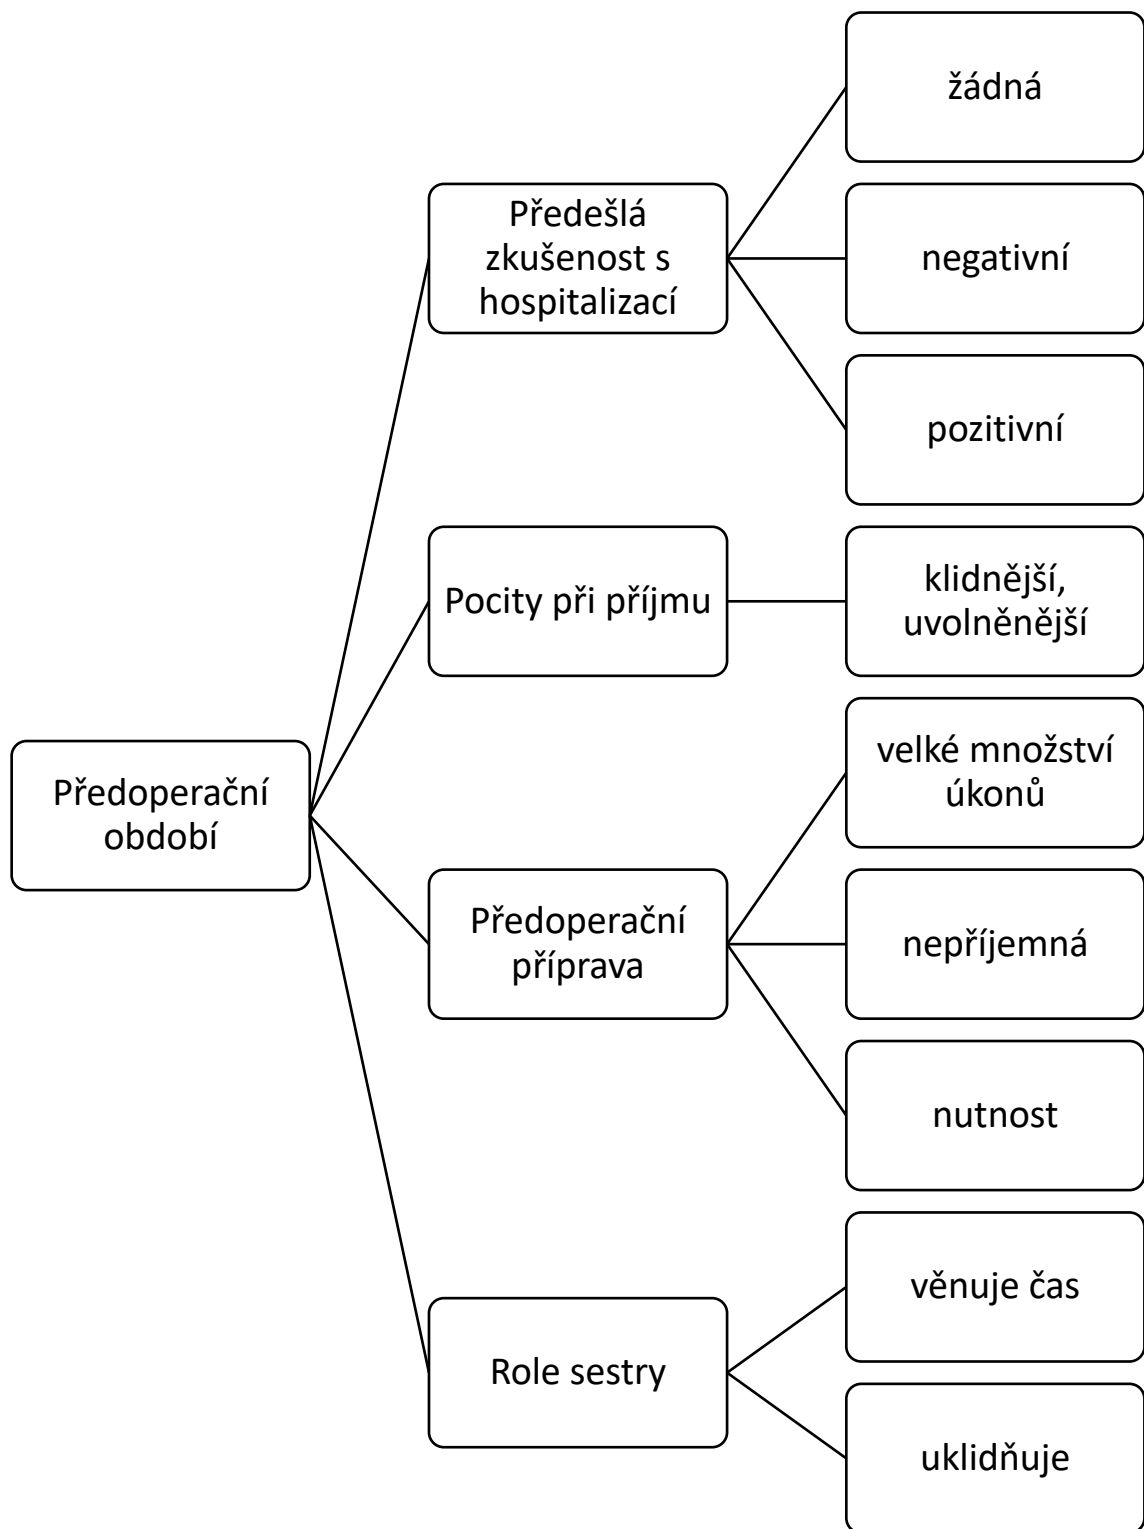 Předoperační
období
Předešlá
zkušenost s
hospitalizací
žádná
negativní
pozitivní
Pocity při příjmu
klidnější,
uvolněnější
Předoperační
příprava
velké množství
úkonů
nepříjemná
nutnost
Role sestry
věnuje čas
uklidňuje